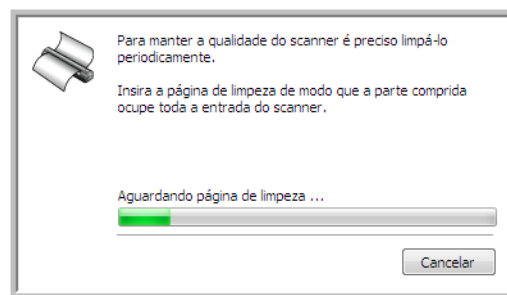 Para manter a qualidade do scanner é preciso limpá-lo
periodicamente.
Insira a página de limpeza de modo que a parte comprida
ocupe toda a entrada do scanner.
Aguardando página de limpeza ...
Cancelar